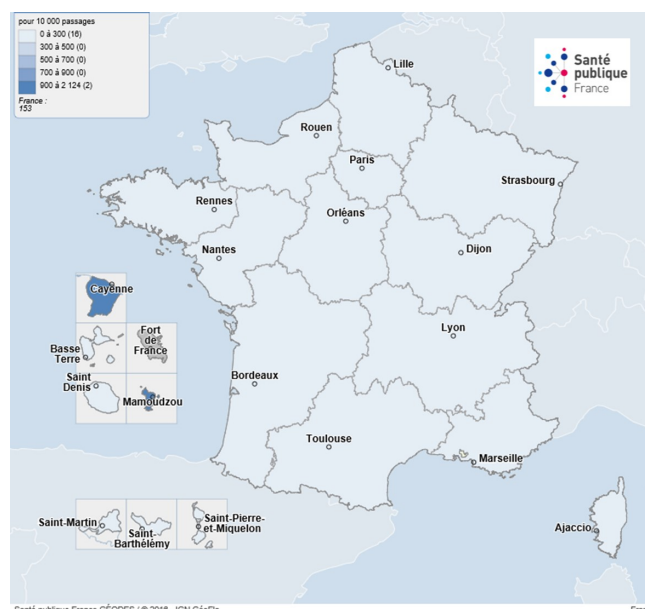 pour 10 000 passages
0 à 300 (16)
300 à 500 (0)
500 à 700 (0)
700 à 900 (0)
900 à 2 124 (2)
France :
153
Santé
publique
France
Lille
Rouen
Paris
Strasbourg
Rennes
Orléans
Nantes
Dijon
Cayenne
Fort
de
France
Basse
Terre
Lyon
Saint
Denis
Bordeaux
Mamoudzou
Toulouse
Marseille
Saint-Martin
Saint-
Barthélémy
Saint-Pierre-
et-Miquelon
Ajaccio